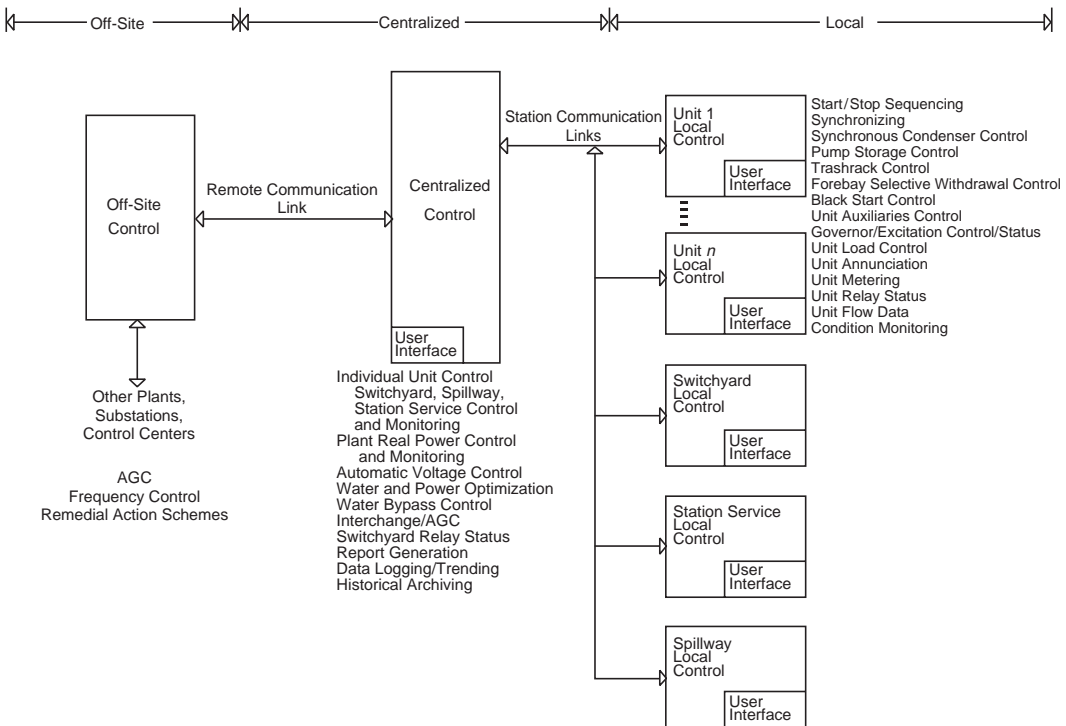 Off-Site
Centralized
Local
Off-Site
Control
Remote Communication
Link
Other Plants,
Substations,
Control Centers
AGC
Frequency Control
Remedial Action Schemes
Centralized
Control
User
Interface
Individual Unit Control
Switchyard, Spillway,
Station Service Control
and Monitoring
Plant Real Power Control
and Monitoring
Automatic Voltage Control
Water and Power Optimization
Water Bypass Control
Interchange/AGC
Switchyard Relay Status
Report Generation
Data Logging/Trending
Historical Archiving
Station Communication
Links
Unit 1
Local
Control
User
Interface
Unit n
Local
Control
User
Interface
Switchyard
Local
Control
User
Interface
Station Service
Local
Control
User
Interface
Spillway
Local
Control
User
Interface
Start/Stop Sequencing
Synchronizing
Synchronous Condenser Control
Pump Storage Control
Trashrack Control
Forebay Selective Withdrawal Control
Black Start Control
Unit Auxiliaries Control
Governor/Excitation Control/Status
Unit Load Control
Unit Annunciation
Unit Metering
Unit Relay Status
Unit Flow Data
Condition Monitoring